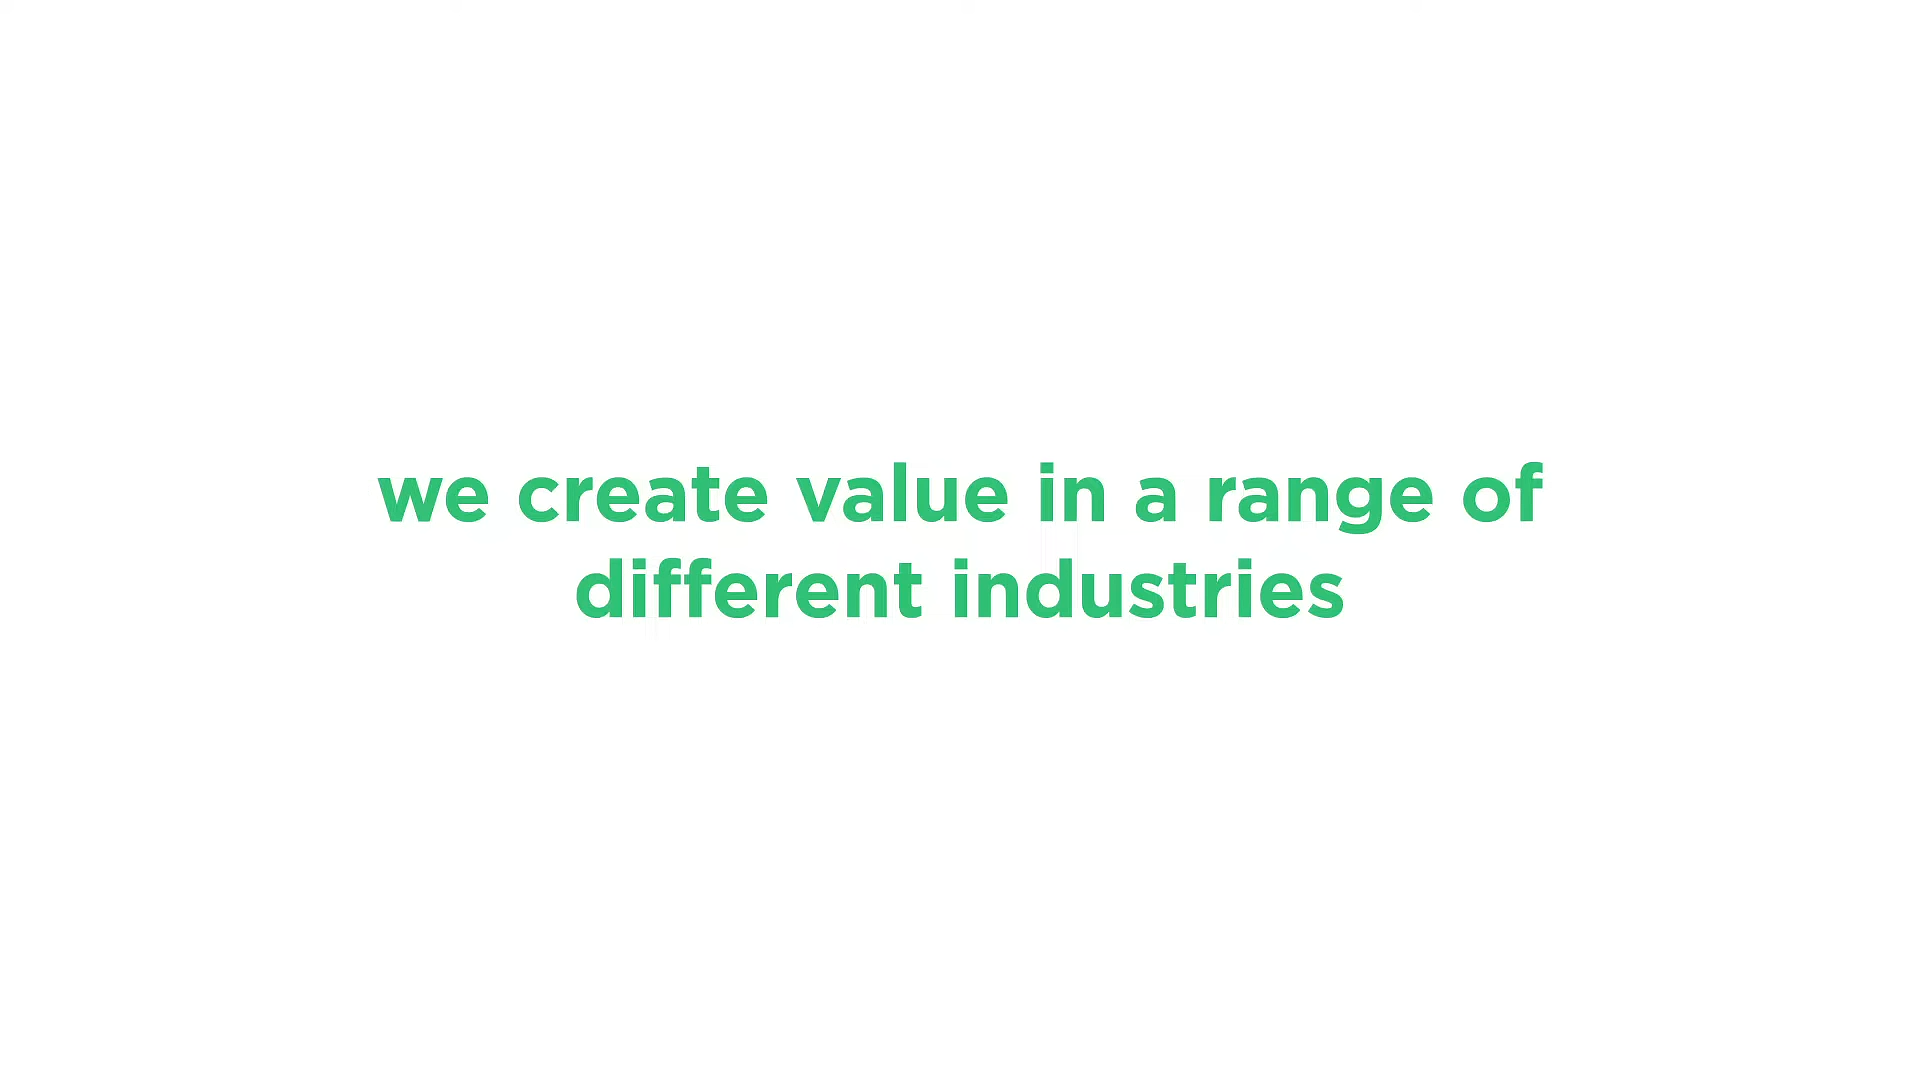 we create value in a range of
different industries